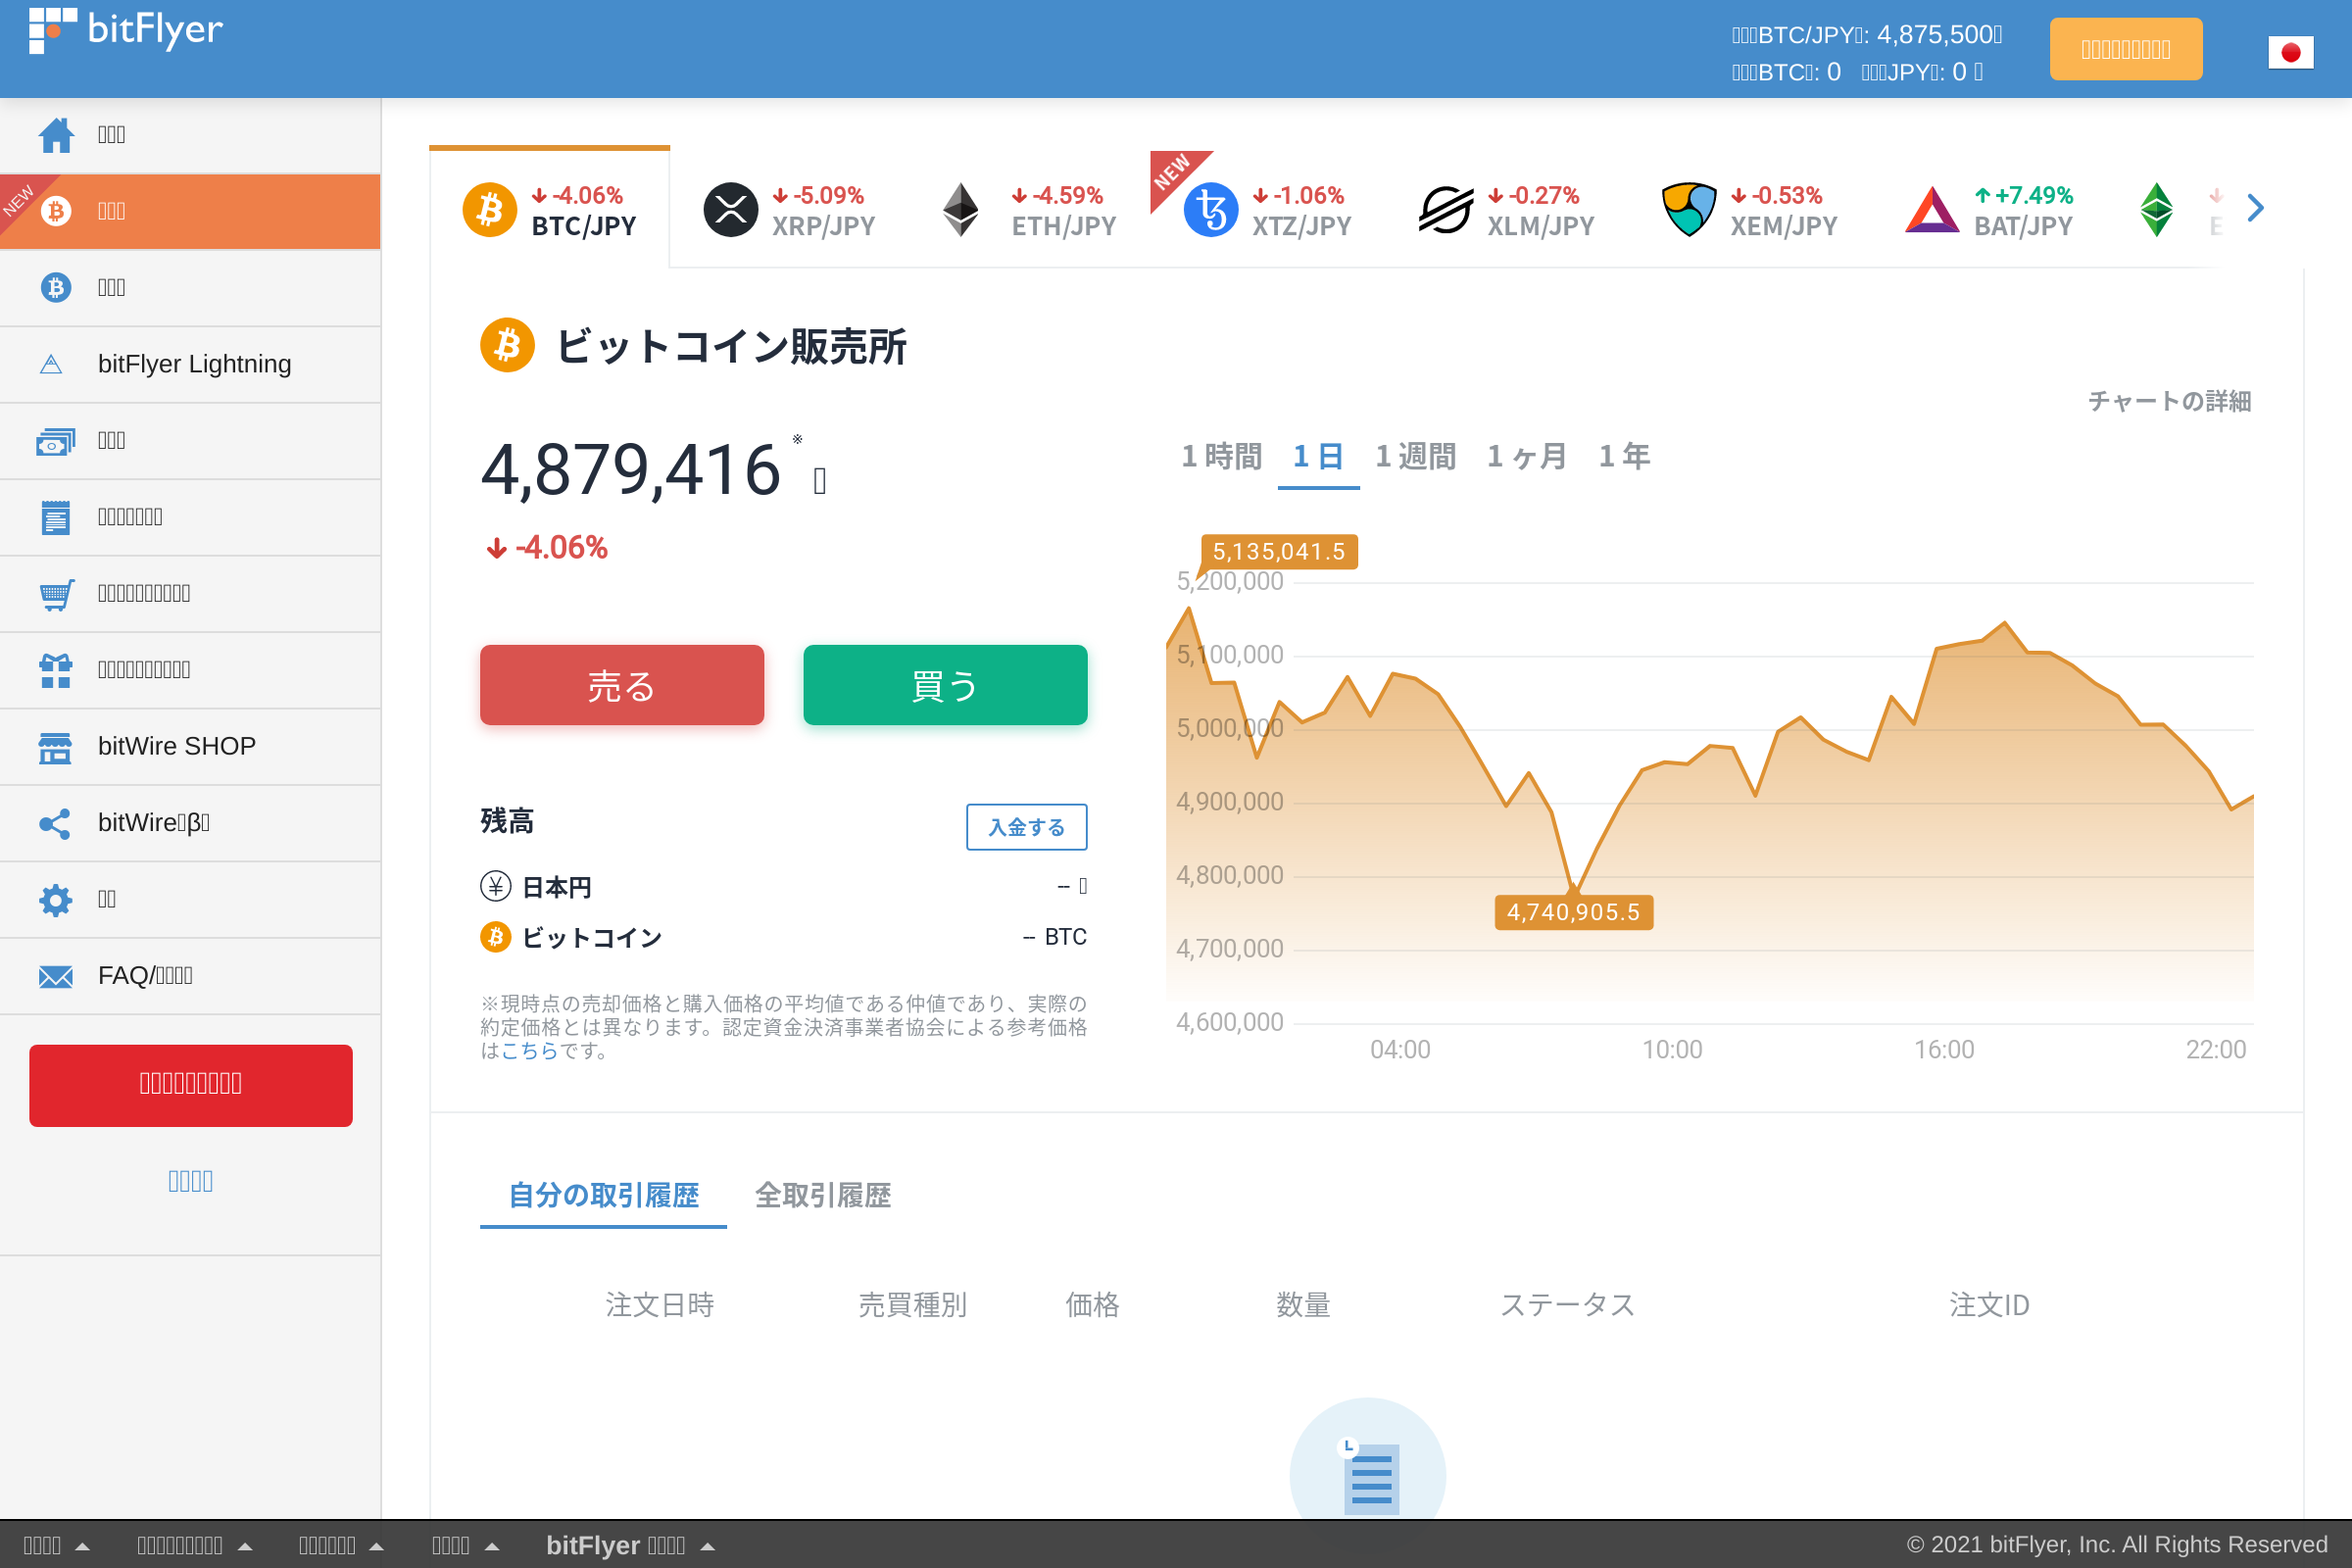 bitFlyer
BTC/JPY: 4,875,500
BTC: 0 JPY: 0
NEW
bitFlyer Lightning
bitWire SHOP
bitWire β
FAQ/
-4.06%
BTC/JPY
-5.09%
XRP/JPY
-4.59%
ETH/JPY
NEW
-1.06%
XTZ/JPY
-0.27%
XLM/JPY
-0.53%
XEM/JPY
+7.49%
BAT/JPY
ビットコイン販売所
チャートの詳細
4,879,416 ※
-4.06%
売る
買う
残高
入金する
日本円
--
ビットコイン
-- BTC
※現時点の売却価格と購入価格の平均値である仲値であり、実際の
約定価格とは異なります。認定資金決済事業者協会による参考価格
はこちらです。
1 時間 1 日 1 週間 1 ヶ月 1 年
5,135,041.5
5,200,000
5,100,000
5,000,000
4,900,000
4,800,000
4,740,905.5
4,700,000
4,600,000
04:00 10:00 16:00 22:00
自分の取引履歴 全取引履歴
注文日時 売買種別 価格 数量 ステータス 注文ID
bitFlyer
© 2021 bitFlyer, Inc. All Rights Reserved